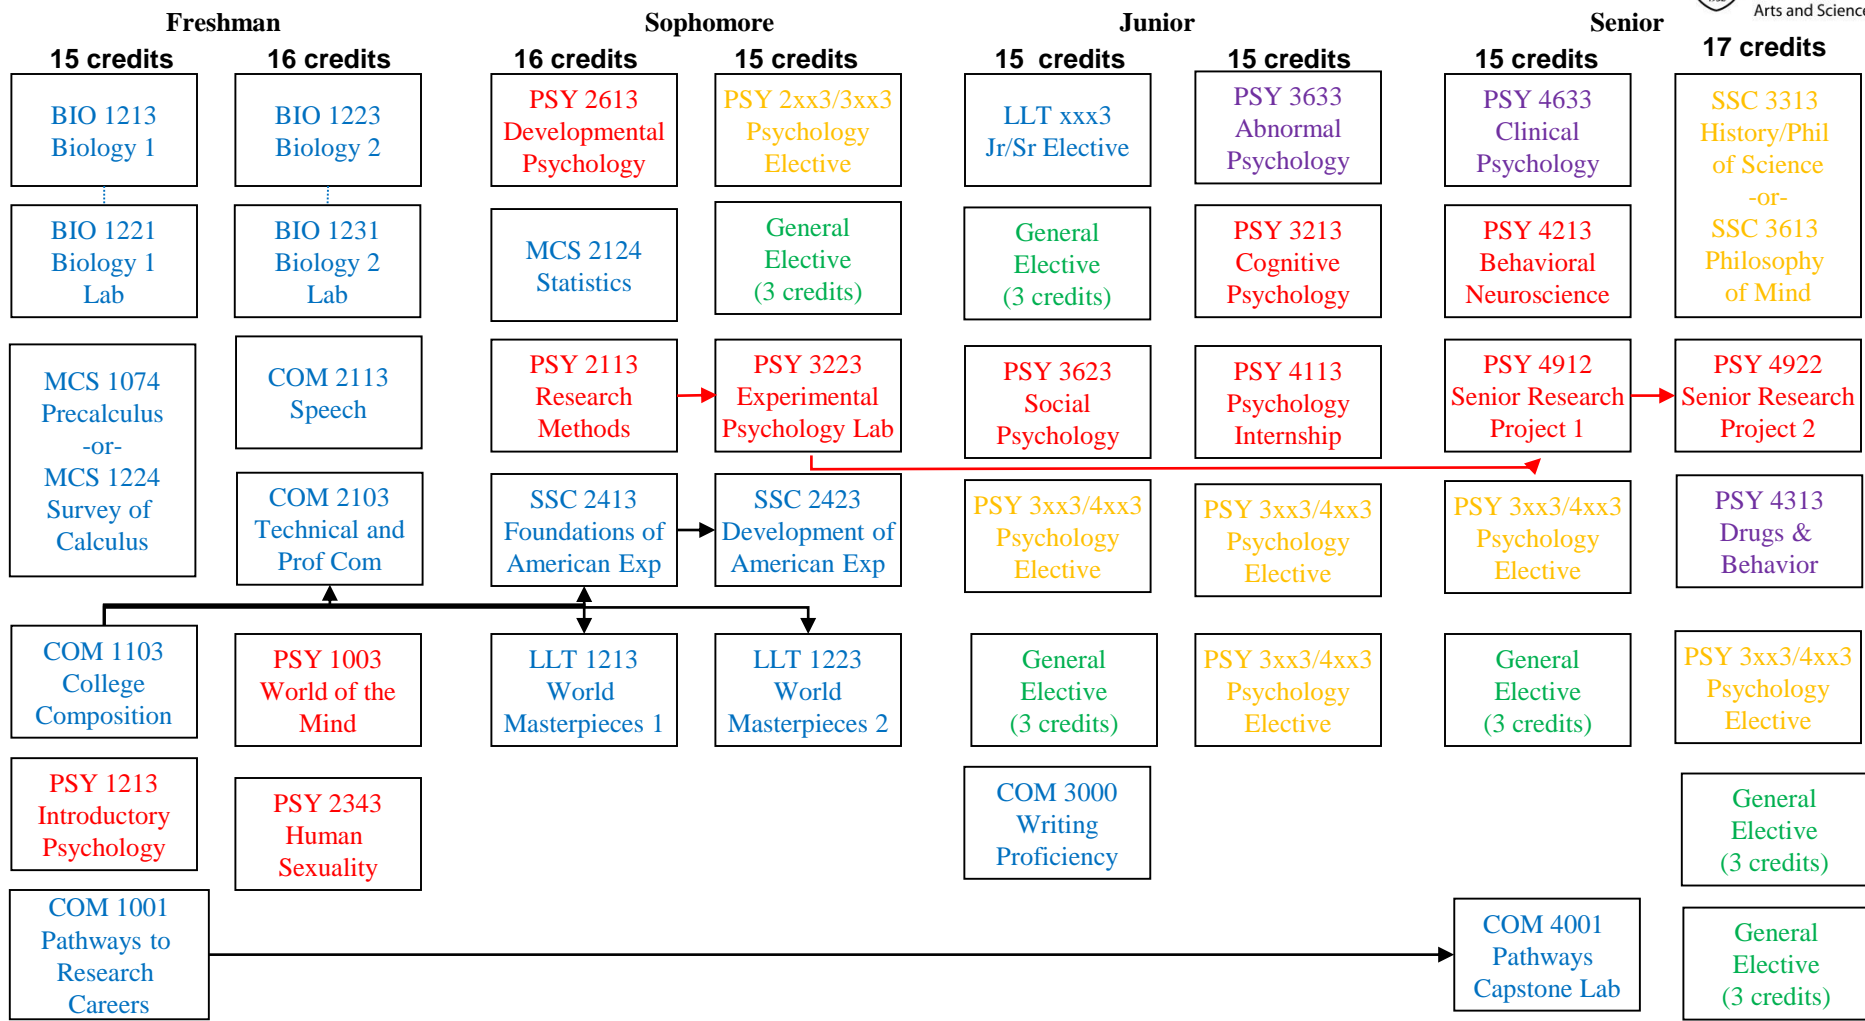 Freshman
Sophomore
Junior
Senior
Arts and Science
15 credits
16 credits
16 credits
15 credits
15 credits
15 credits
15 credits
17 credits
BIO 1213
Biology 1
BIO 1221
Biology 1
Lab
MCS 1074
Precalculus
-or-
MCS 1224
Survey of
Calculus
COM 1103
College
Composition
PSY 1213
Introductory
Psychology
COM 1001
Pathways to
Research
Careers
BIO 1223
Biology 2
BIO 1231
Biology 2
Lab
COM 2113
Speech
COM 2103
Technical and
Prof Com
PSY 1003
World of the
Mind
PSY 2343
Human
Sexuality
PSY 2613
Developmental
Psychology
MCS 2124
Statistics
PSY 2113
Research
Methods
SSC 2413
Foundations of
American Exp
LLT 1213
World
Masterpieces 1
PSY 2xx3/3xx3
Psychology
Elective
General
Elective
(3 credits)
PSY 3223
Experimental
Psychology Lab
SSC 2423
Development of
American Exp
LLT 1223
World
Masterpieces 2
LLT xxx3
Jr/Sr Elective
General
Elective
(3 credits)
PSY 3623
Social
Psychology
PSY 3xx3/4xx3
Psychology
Elective
General
Elective
(3 credits)
COM 3000
Writing
Proficiency
PSY 3633
Abnormal
Psychology
PSY 3213
Cognitive
Psychology
PSY 4113
Psychology
Internship
PSY 3xx3/4xx3
Psychology
Elective
PSY 3xx3/4xx3
Psychology
Elective
PSY 4633
Clinical
Psychology
PSY 4213
Behavioral
Neuroscience
PSY 4912
Senior Research
Project 1
PSY 3xx3/4xx3
Psychology
Elective
General
Elective
(3 credits)
COM 4001
Pathways
Capstone Lab
SSC 3313
History/Phil
of Science
-or-
SSC 3613
Philosophy
of Mind
PSY 4922
Senior Research
Project 2
PSY 4313
Drugs &
Behavior
PSY 3xx3/4xx3
Psychology
Elective
General
Elective
(3 credits)
General
Elective
(3 credits)